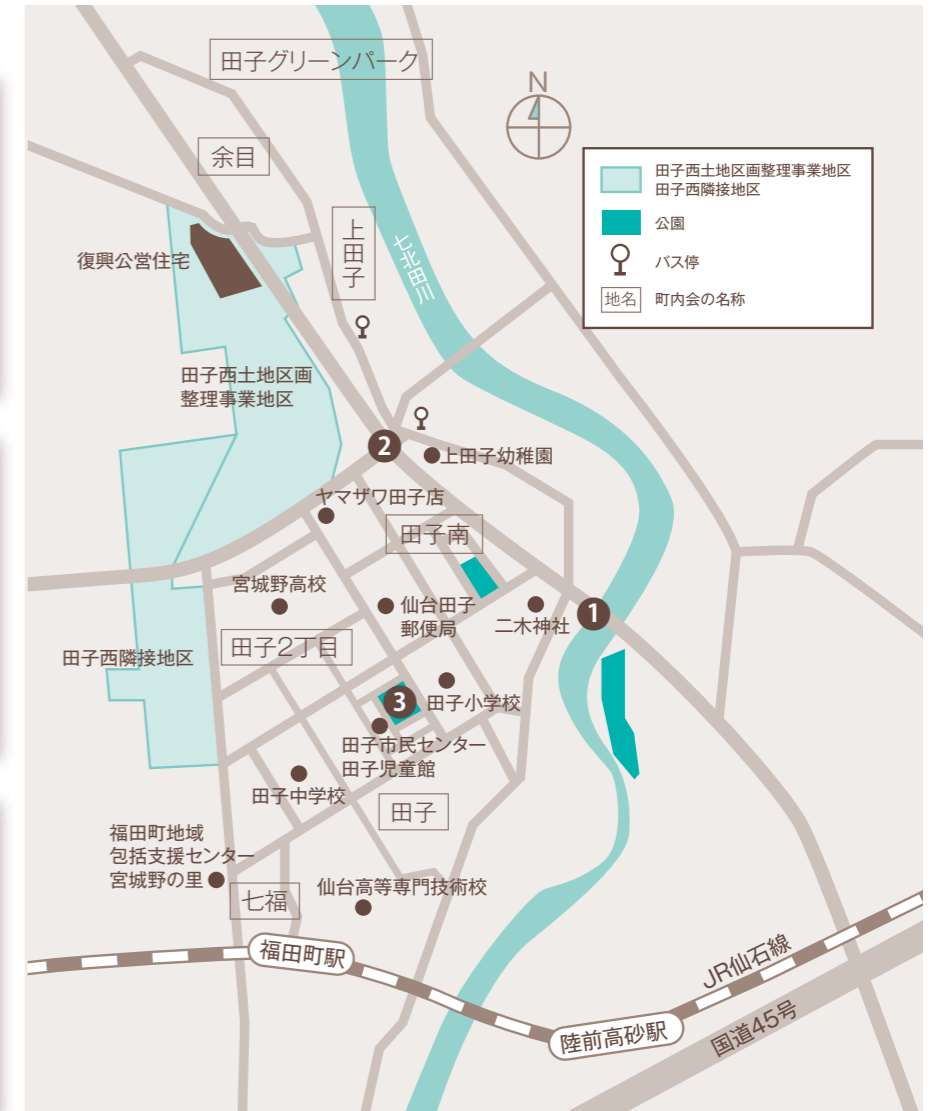 田子グリーンパーク
N
余目
田子西土地区画整理事業地区
田子西隣接地区
公園
バス停
地名
町内会の名称
上田子
七北田川
復興公営住宅
田子西土地区画
整理事業地区
2
上田子幼稚園
ヤマザワ田子店
田子南
宮城野高校
仙台田子
郵便局
二木神社
1
田子2丁目
田子西隣接地区
3
田子小学校
田子市民センター
田子児童館
田子中学校
田子
福田町地域
包括支援センター
宮城野の里
七福
仙台高等専門技術校
福田町駅
JR仙石線
陸前高砂駅
国道45号